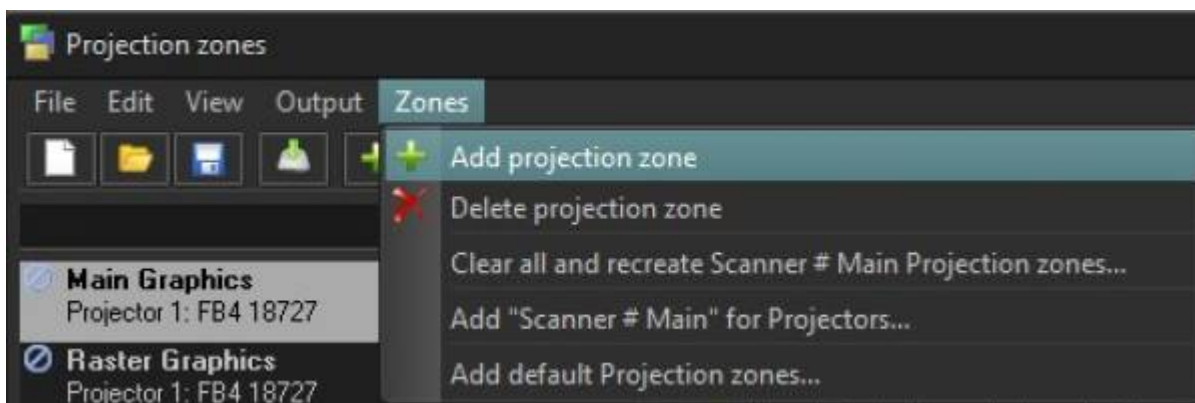 Projection zones
File Edit View Output Zones
Add projection zone
Delete projection zone
Clear all and recreate Scanner # Main Projection zones...
Main Graphics
Projector 1: FB4 18727
Add "Scanner # Main" for Projectors...
Raster Graphics
Projector 1: FB4 18727
Add default Projection zones...